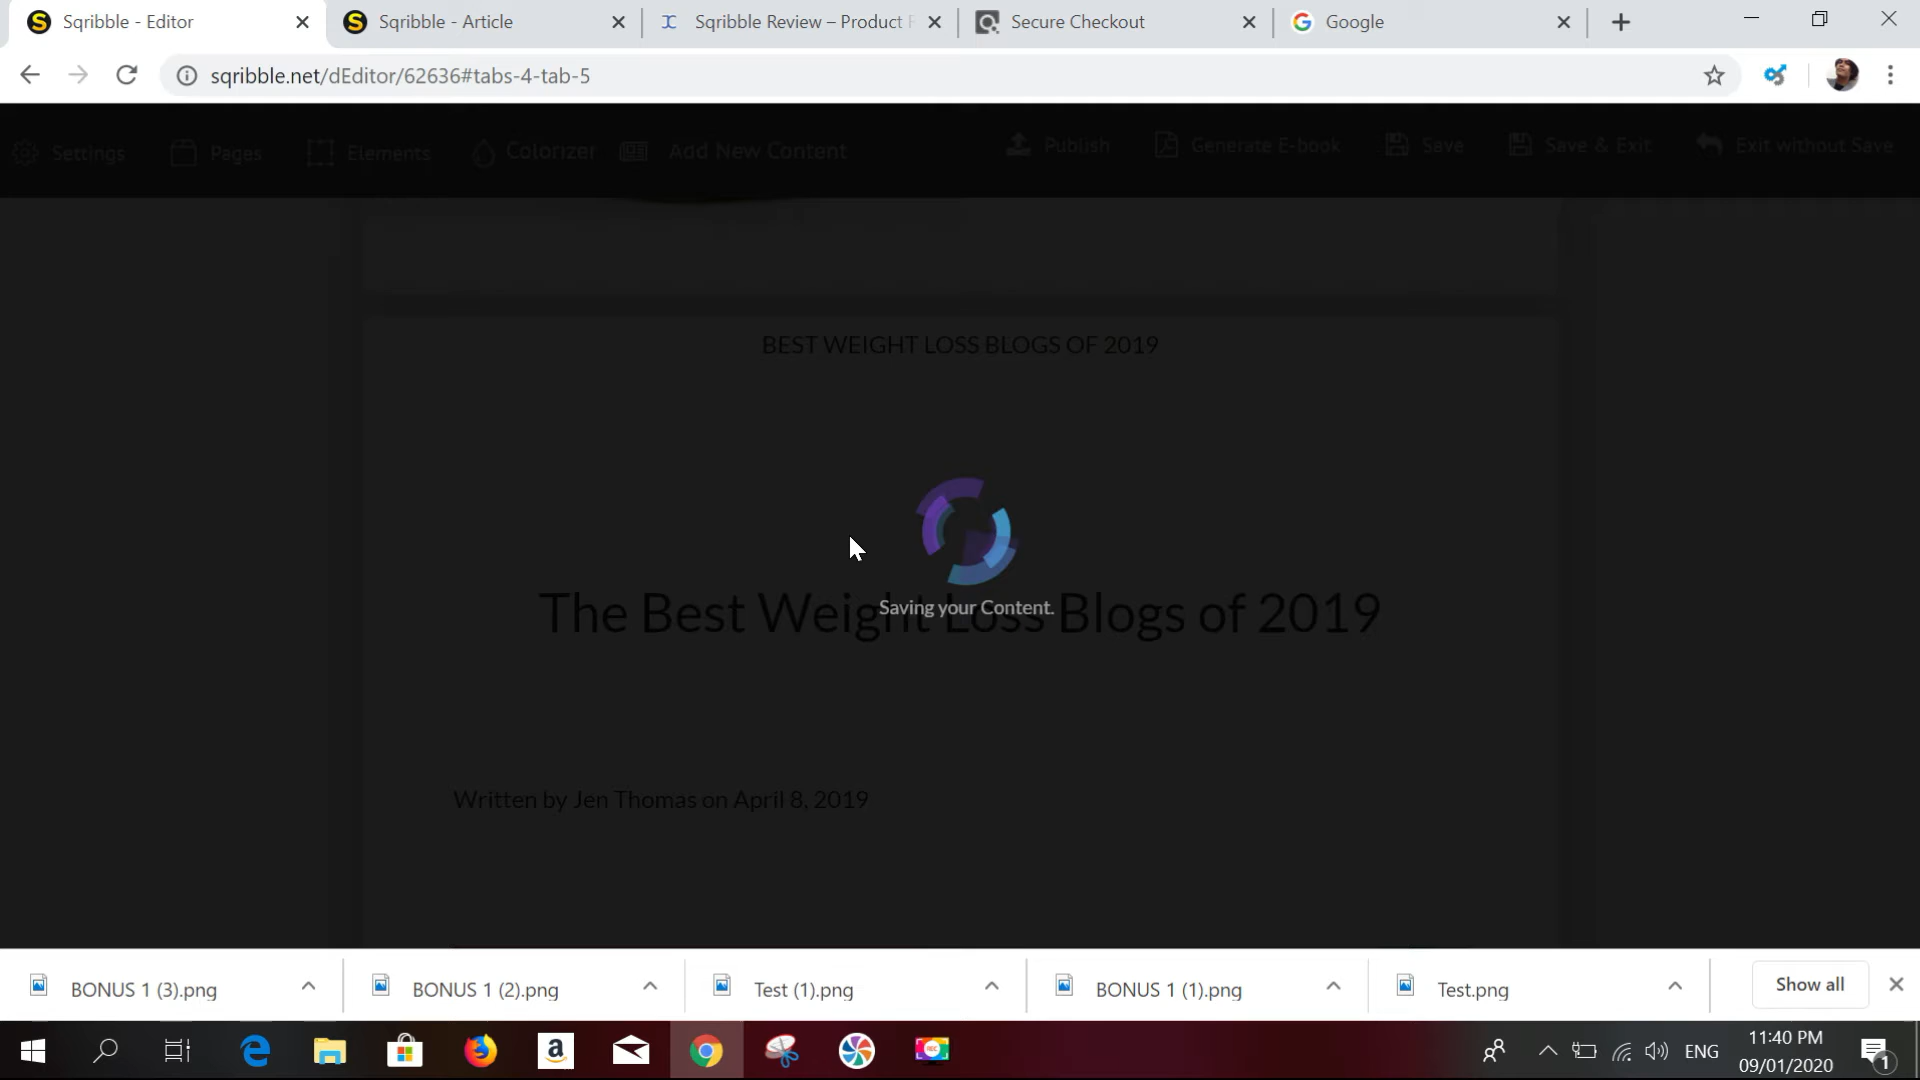 Sqribble - Editor
Sqribble - Article
Sqribble Review – Product
Secure Checkout
Google
sqribble.net/dEditor/62636#tabs-4-tab-5
Settings
Pages
Elements
Colorizer
Add New Content
Publish
Generate E-book
Save
Save & Exit
Exit without Save
BEST WEIGHT LOSS BLOGS OF 2019
The Best Weight Loss Blogs of 2019
Saving your Content.
Written by Jen Thomas on April 8, 2019
BONUS 1 (3).png
BONUS 1 (2).png
Test (1).png
BONUS 1 (1).png
Test.png
Show all
ENG
11:40 PM
09/01/2020
1